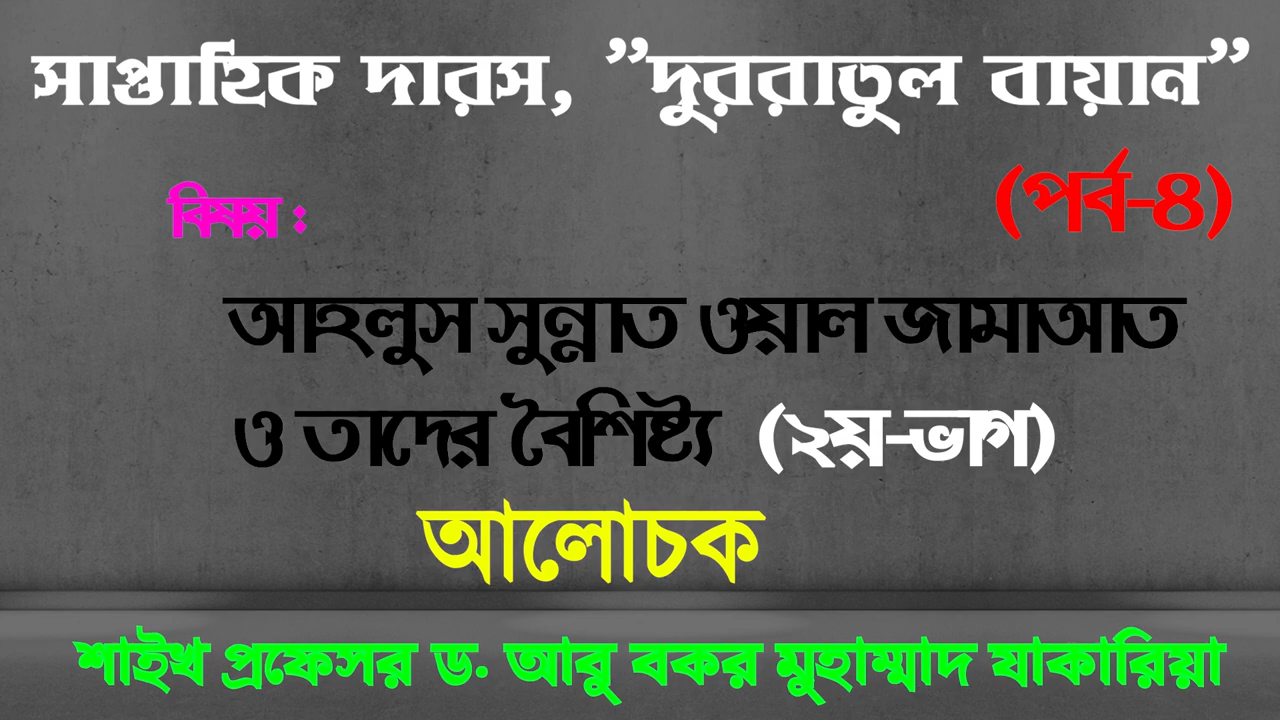 সাপ্তাহিক দারস, ”দুররাতুল বায়ান”
(পর্ব-৪)
বিষয় :
আহলুস সুন্নাত ওয়াল জামাআত
ও তাদের বৈশিষ্ট্য (২য়-ভাগ)
আলোচক
শাইখ প্রফেসর ড. আবু বকর মুহাম্মাদ যাকারিয়া